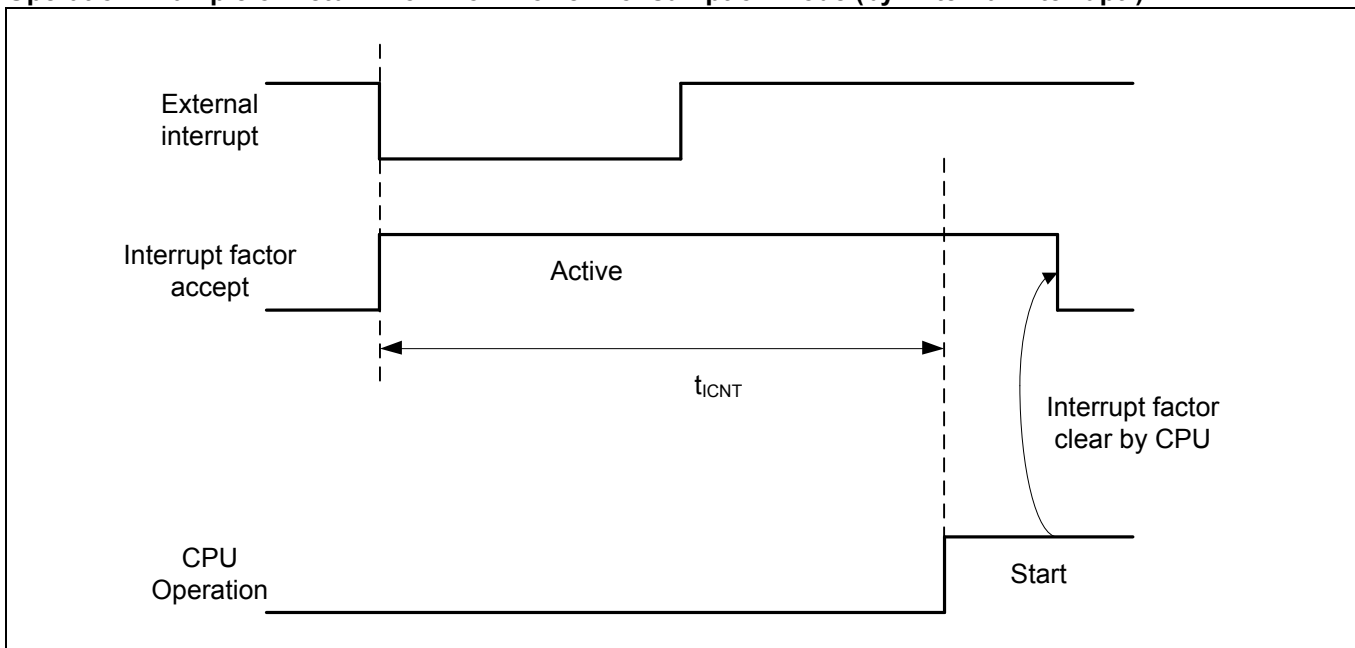 External
interrupt
Interrupt factor
accept
Active
tICNT
Interrupt factor
clear by CPU
CPU
Operation
Start